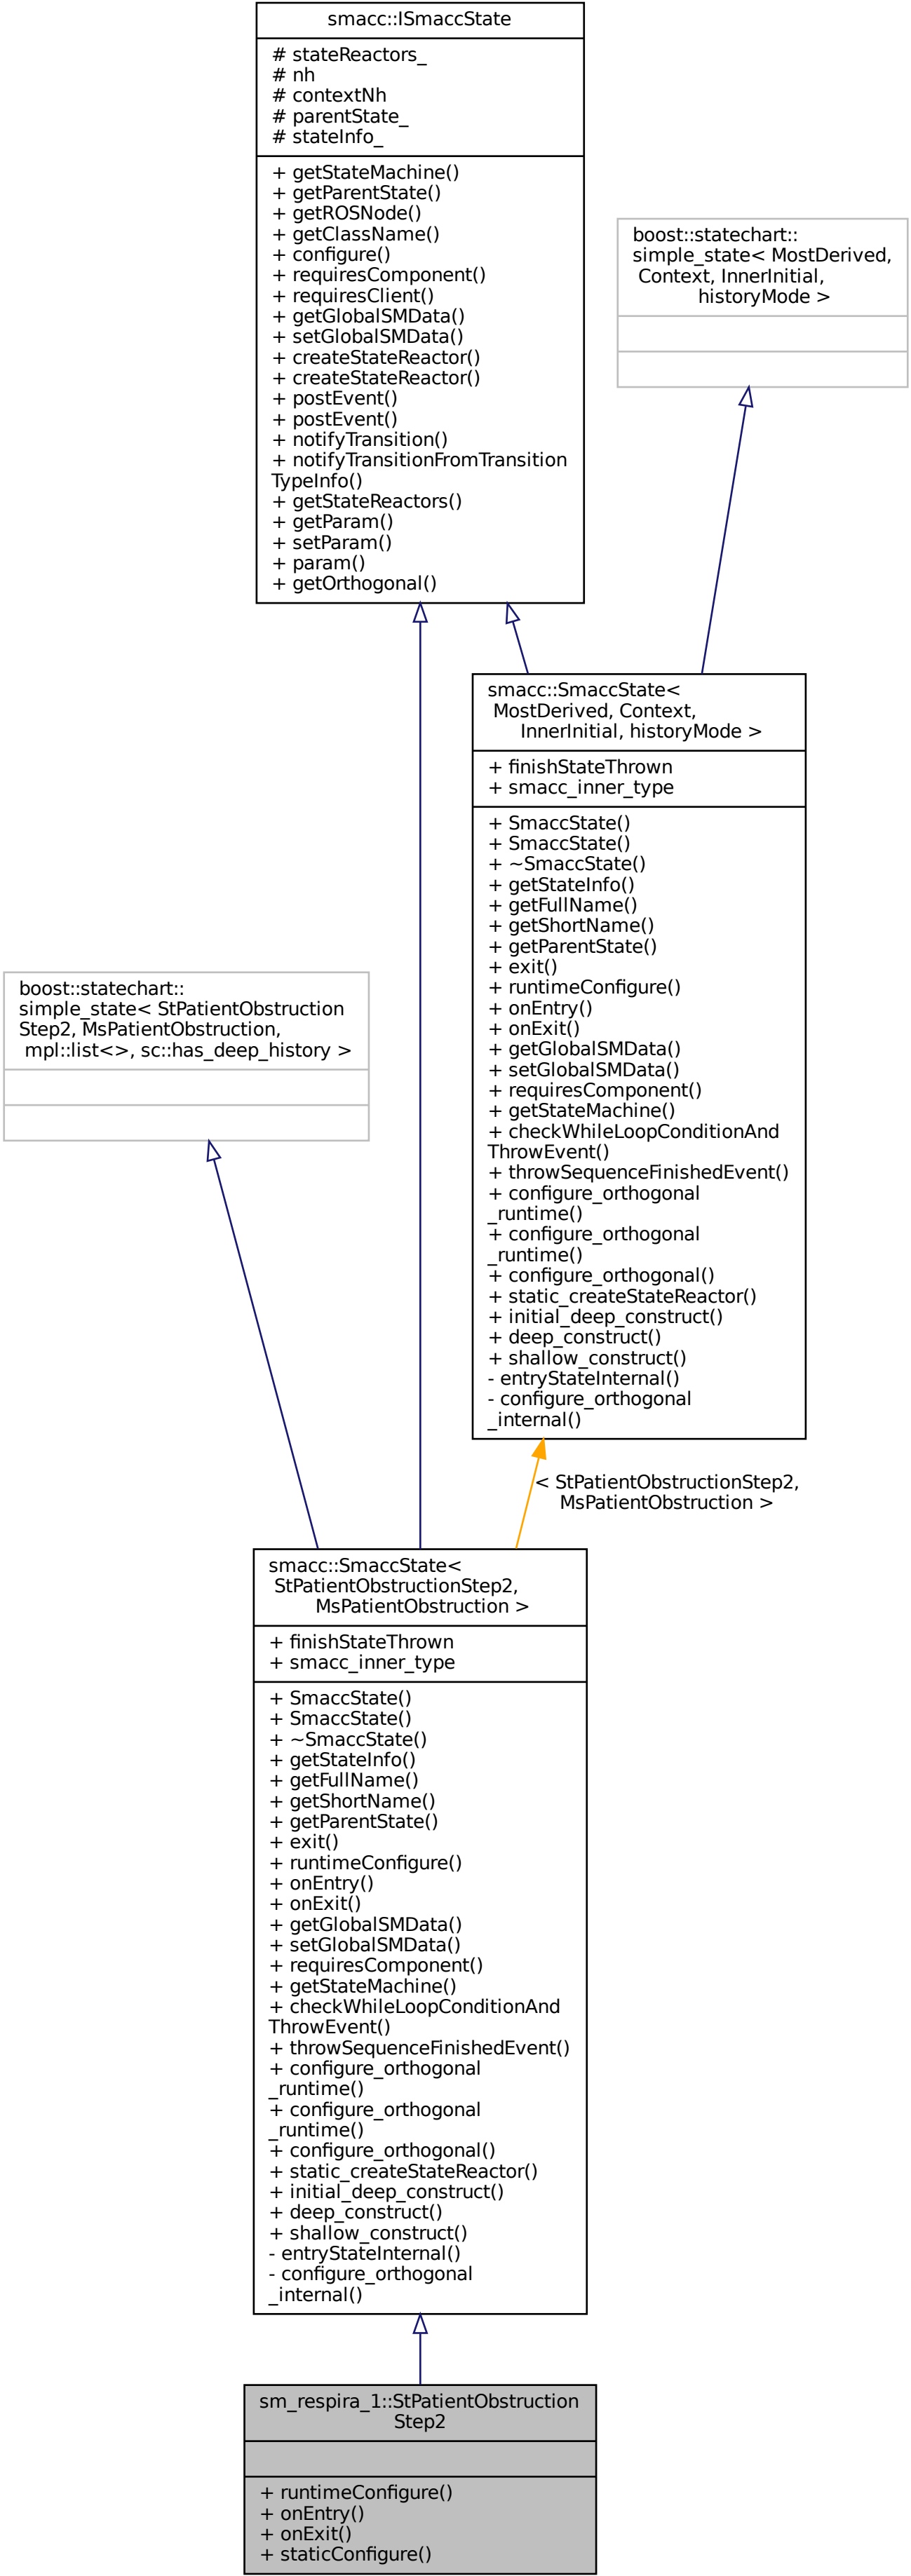 smacc::ISmaccState
# stateReactors_
# nh
# contextNh
# parentState_
# stateInfo_
+ getStateMachine()
+ getParentState()
+ getROSNode()
+ getClassName()
+ configure()
+ requiresComponent()
+ requiresClient()
+ getGlobalSMData()
+ setGlobalSMData()
+ createStateReactor()
+ createStateReactor()
+ postEvent()
+ postEvent()
+ notifyTransition()
+ notifyTransitionFromTransition
TypeInfo()
+ getStateReactors()
+ getParam()
+ setParam()
+ param()
+ getOrthogonal()
boost::statechart::
simple_state< MostDerived,
Context, InnerInitial,
historyMode >
smacc::SmaccState<
MostDerived, Context,
InnerInitial, historyMode >
+ finishStateThrown
+ smacc_inner_type
+ SmaccState()
+ SmaccState()
+ ~SmaccState()
+ getStateInfo()
+ getFullName()
+ getShortName()
+ getParentState()
+ exit()
+ runtimeConfigure()
+ onEntry()
+ onExit()
+ getGlobalSMData()
+ setGlobalSMData()
+ requiresComponent()
+ getStateMachine()
+ checkWhileLoopConditionAnd
ThrowEvent()
+ throwSequenceFinishedEvent()
+ configure_orthogonal
_runtime()
+ configure_orthogonal
_runtime()
+ configure_orthogonal()
+ static_createStateReactor()
+ initial_deep_construct()
+ deep_construct()
+ shallow_construct()
- entryStateInternal()
- configure_orthogonal
_internal()
boost::statechart::
simple_state< StPatientObstruction
Step2, MsPatientObstruction,
mpl::list<>, sc::has_deep_history >
< StPatientObstructionStep2,
MsPatientObstruction >
smacc::SmaccState<
StPatientObstructionStep2,
MsPatientObstruction >
+ finishStateThrown
+ smacc_inner_type
+ SmaccState()
+ SmaccState()
+ ~SmaccState()
+ getStateInfo()
+ getFullName()
+ getShortName()
+ getParentState()
+ exit()
+ runtimeConfigure()
+ onEntry()
+ onExit()
+ getGlobalSMData()
+ setGlobalSMData()
+ requiresComponent()
+ getStateMachine()
+ checkWhileLoopConditionAnd
ThrowEvent()
+ throwSequenceFinishedEvent()
+ configure_orthogonal
_runtime()
+ configure_orthogonal
_runtime()
+ configure_orthogonal()
+ static_createStateReactor()
+ initial_deep_construct()
+ deep_construct()
+ shallow_construct()
- entryStateInternal()
- configure_orthogonal
_internal()
sm_respira_1::StPatientObstruction
Step2
+ runtimeConfigure()
+ onEntry()
+ onExit()
+ staticConfigure()